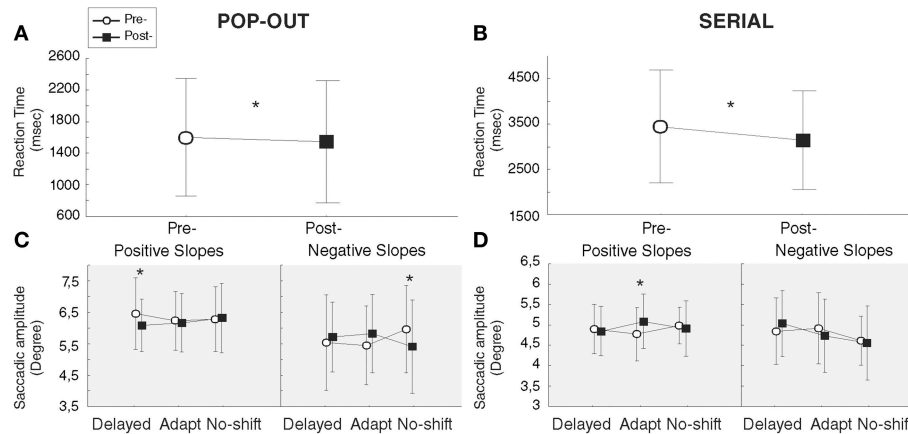 POP-OUT
SERIAL
A
Pre-
Post-
Reaction Time
(msec)
2600
2200
1800
1400
1000
600
*
Pre-
Post-
B
Reaction Time
(msec)
4500
3500
2500
1500
*
Pre-
Post-
C
Positive Slopes
Negative Slopes
Saccadic amplitude
(Degree)
7,5
6,5
5,5
4,5
3,5
*
*
Delayed Adapt No-shift
Delayed Adapt No-shift
D
Positive Slopes
Negative Slopes
Saccadic amplitude
(Degree)
6,5
6
5,5
5
4,5
4
3,5
3
*
Delayed Adapt No-shift
Delayed Adapt No-shift